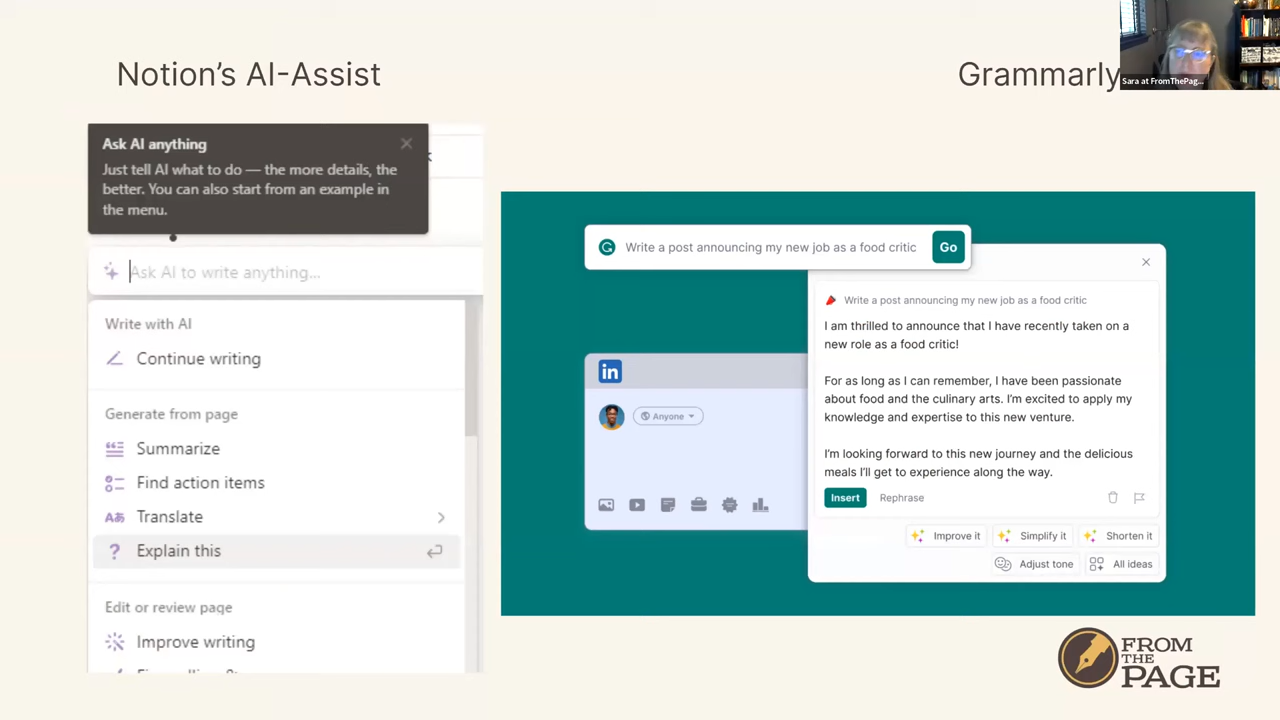 Notion's AI-Assist
Grammarly
Sara at FromThePag...
Ask AI anything
Just tell AI what to do — the more details, the
better. You can also start from an example in
the menu.
Ask AI to write anything...
Write with AI
Continue writing
Generate from page
Summarize
Find action items
Translate
Explain this
Edit or review page
Improve writing
Write a post announcing my new job as a food critic
Go
Write a post announcing my new job as a food critic
I am thrilled to announce that I have recently taken on a
new role as a food critic!
For as long as I can remember, I have been passionate
about food and the culinary arts. I'm excited to apply my
knowledge and expertise to this new venture.
I'm looking forward to this new journey and the delicious
meals I'll get to experience along the way.
Insert
Rephrase
Improve it
Simplify it
Shorten it
Adjust tone
All ideas
in
Anyone
FROM
THE
PAGE